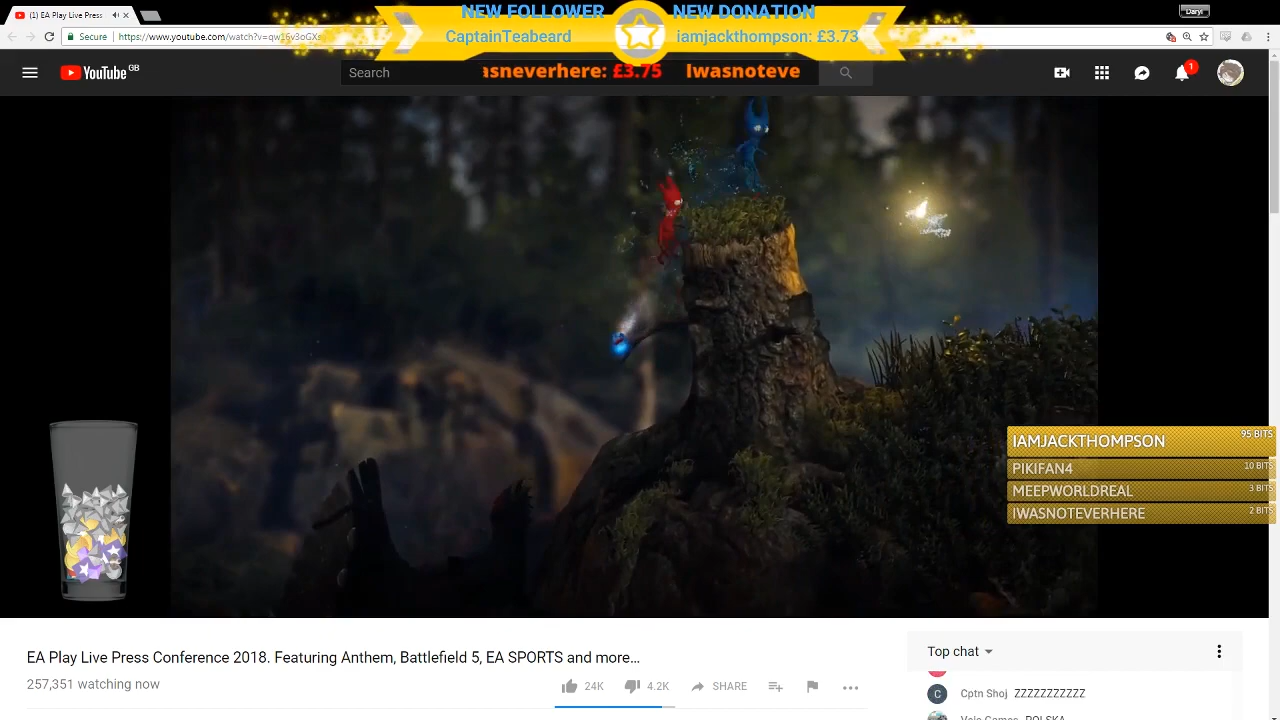 (1) EA Play Live Press
Daryl
NEW FOLLOWER
NEW DONATION
CaptainTeabeard
iamjackthompson: £3.73
Secure
https://www.youtube.com/watch?v=qw16v3oGXs
YouTube GB
Search
asneverhere: £3.75 Iwasnoteve
1
IAMJACKTHOMPSON 95 BITS
PIKIFAN4 10 BITS
MEEPWORLDREAL 3 BITS
IWASNOTEVERHERE 2 BITS
EA Play Live Press Conference 2018. Featuring Anthem, Battlefield 5, EA SPORTS and more...
257,351 watching now
24K 4.2K SHARE
Top chat
C Cptn Shoj ZZZZZZZZZZZ